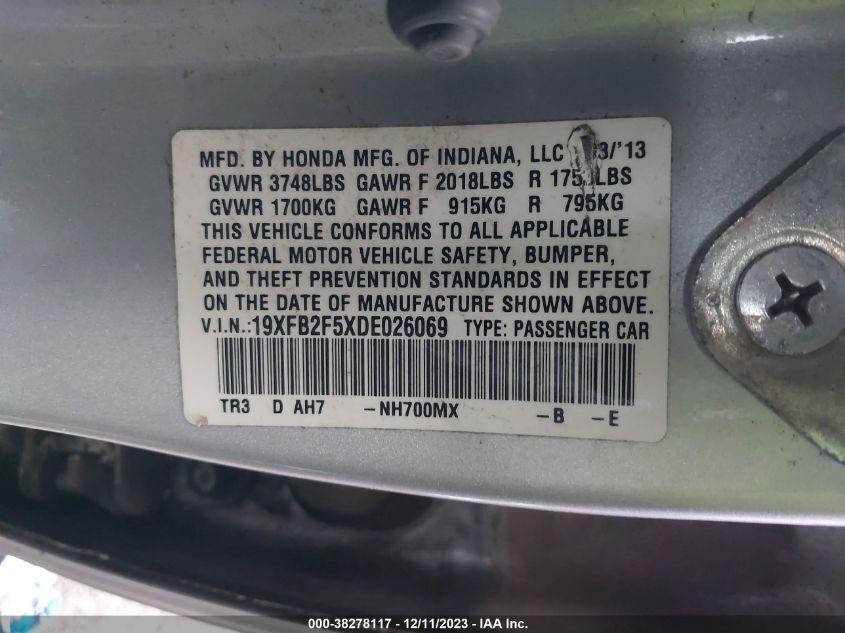 MFD. BY HONDA MFG. OF INDIANA, LLC 3/'13
GVWR 3748LBS GAWR F 2018LBS R
GVWR 1700KG GAWR F 915KG R 795KG
THIS VEHICLE CONFORMS TO ALL APPLICABLE
FEDERAL MOTOR VEHICLE SAFETY, BUMPER,
AND THEFT PREVENTION STANDARDS IN EFFECT
ON THE DATE OF MANUFACTURE SHOWN ABOVE.
V.I.N.:19XFB2F5XDE026069 TYPE: PASSENGER CAR
TR3 D AH7 -NH700MX -B -E
000-38278117 - 12/11/2023 - IAA Inc.